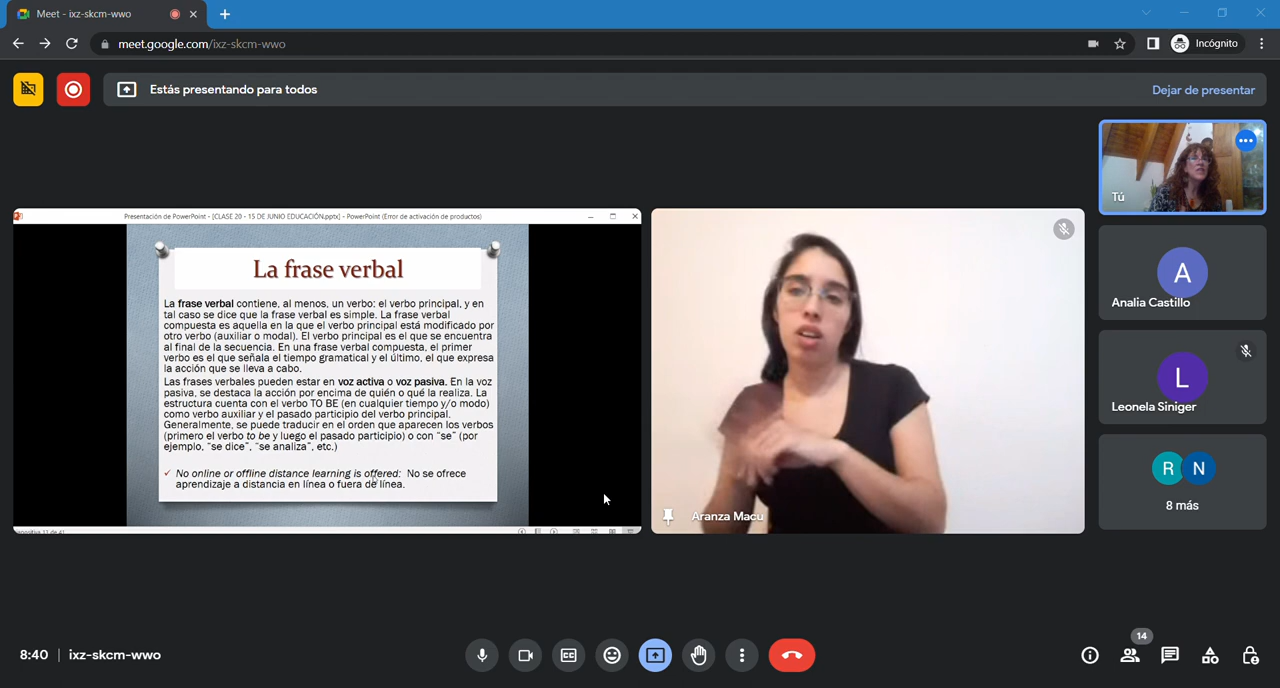 Meet - ixz-skcm-wwo
meet.google.com/ixz-skcm-wwo
Incógnito
Estás presentando para todos
Dejar de presentar
Presentación de PowerPoint - [CLASE 20 - 15 DE JUNIO EDUCACIÓN.pptx] - PowerPoint (Error de activación de productos)
La frase verbal
La frase verbal contiene, al menos, un verbo: el verbo principal, y en
tal caso se dice que la frase verbal es simple. La frase verbal
compuesta es aquella en la que el verbo principal está modificado por
otro verbo (auxiliar o modal). El verbo principal es el que se encuentra
al final de la secuencia. En una frase verbal compuesta, el primer
verbo es el que señala el tiempo gramatical y el último, el que expresa
la acción que se lleva a cabo.
Las frases verbales pueden estar en voz activa o voz pasiva. En la voz
pasiva, se destaca la acción por encima de quién o qué la realiza. La
estructura cuenta con el verbo TO BE (en cualquier tiempo y/o modo)
como verbo auxiliar y el pasado participio del verbo principal.
Generalmente, se puede traducir en el orden que aparecen los verbos
(primero el verbo to be y luego el pasado participio) o con "se" (por
ejemplo, "se dice", "se analiza", etc.)
✓ No online or offline distance learning is offered: No se ofrece
aprendizaje a distancia en línea o fuera de línea.
Aranza Macu
Tú
A
Analia Castillo
L
Leonela Siniger
R N
8 más
8:40 | ixz-skcm-wwo
14